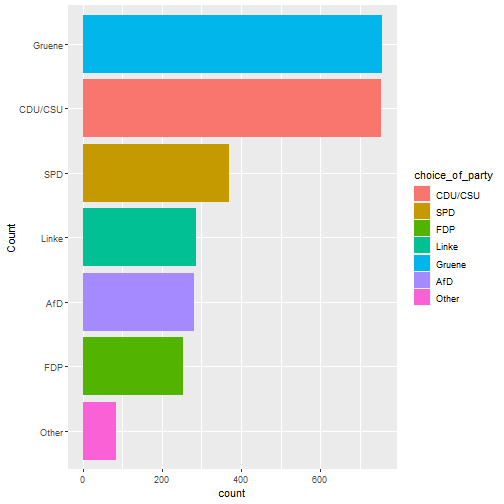 Gruene
CDU/CSU
SPD
Linke
AfD
FDP
Other
Count
0
200
400
600
count
choice_of_party
CDU/CSU
SPD
FDP
Linke
Gruene
AfD
Other